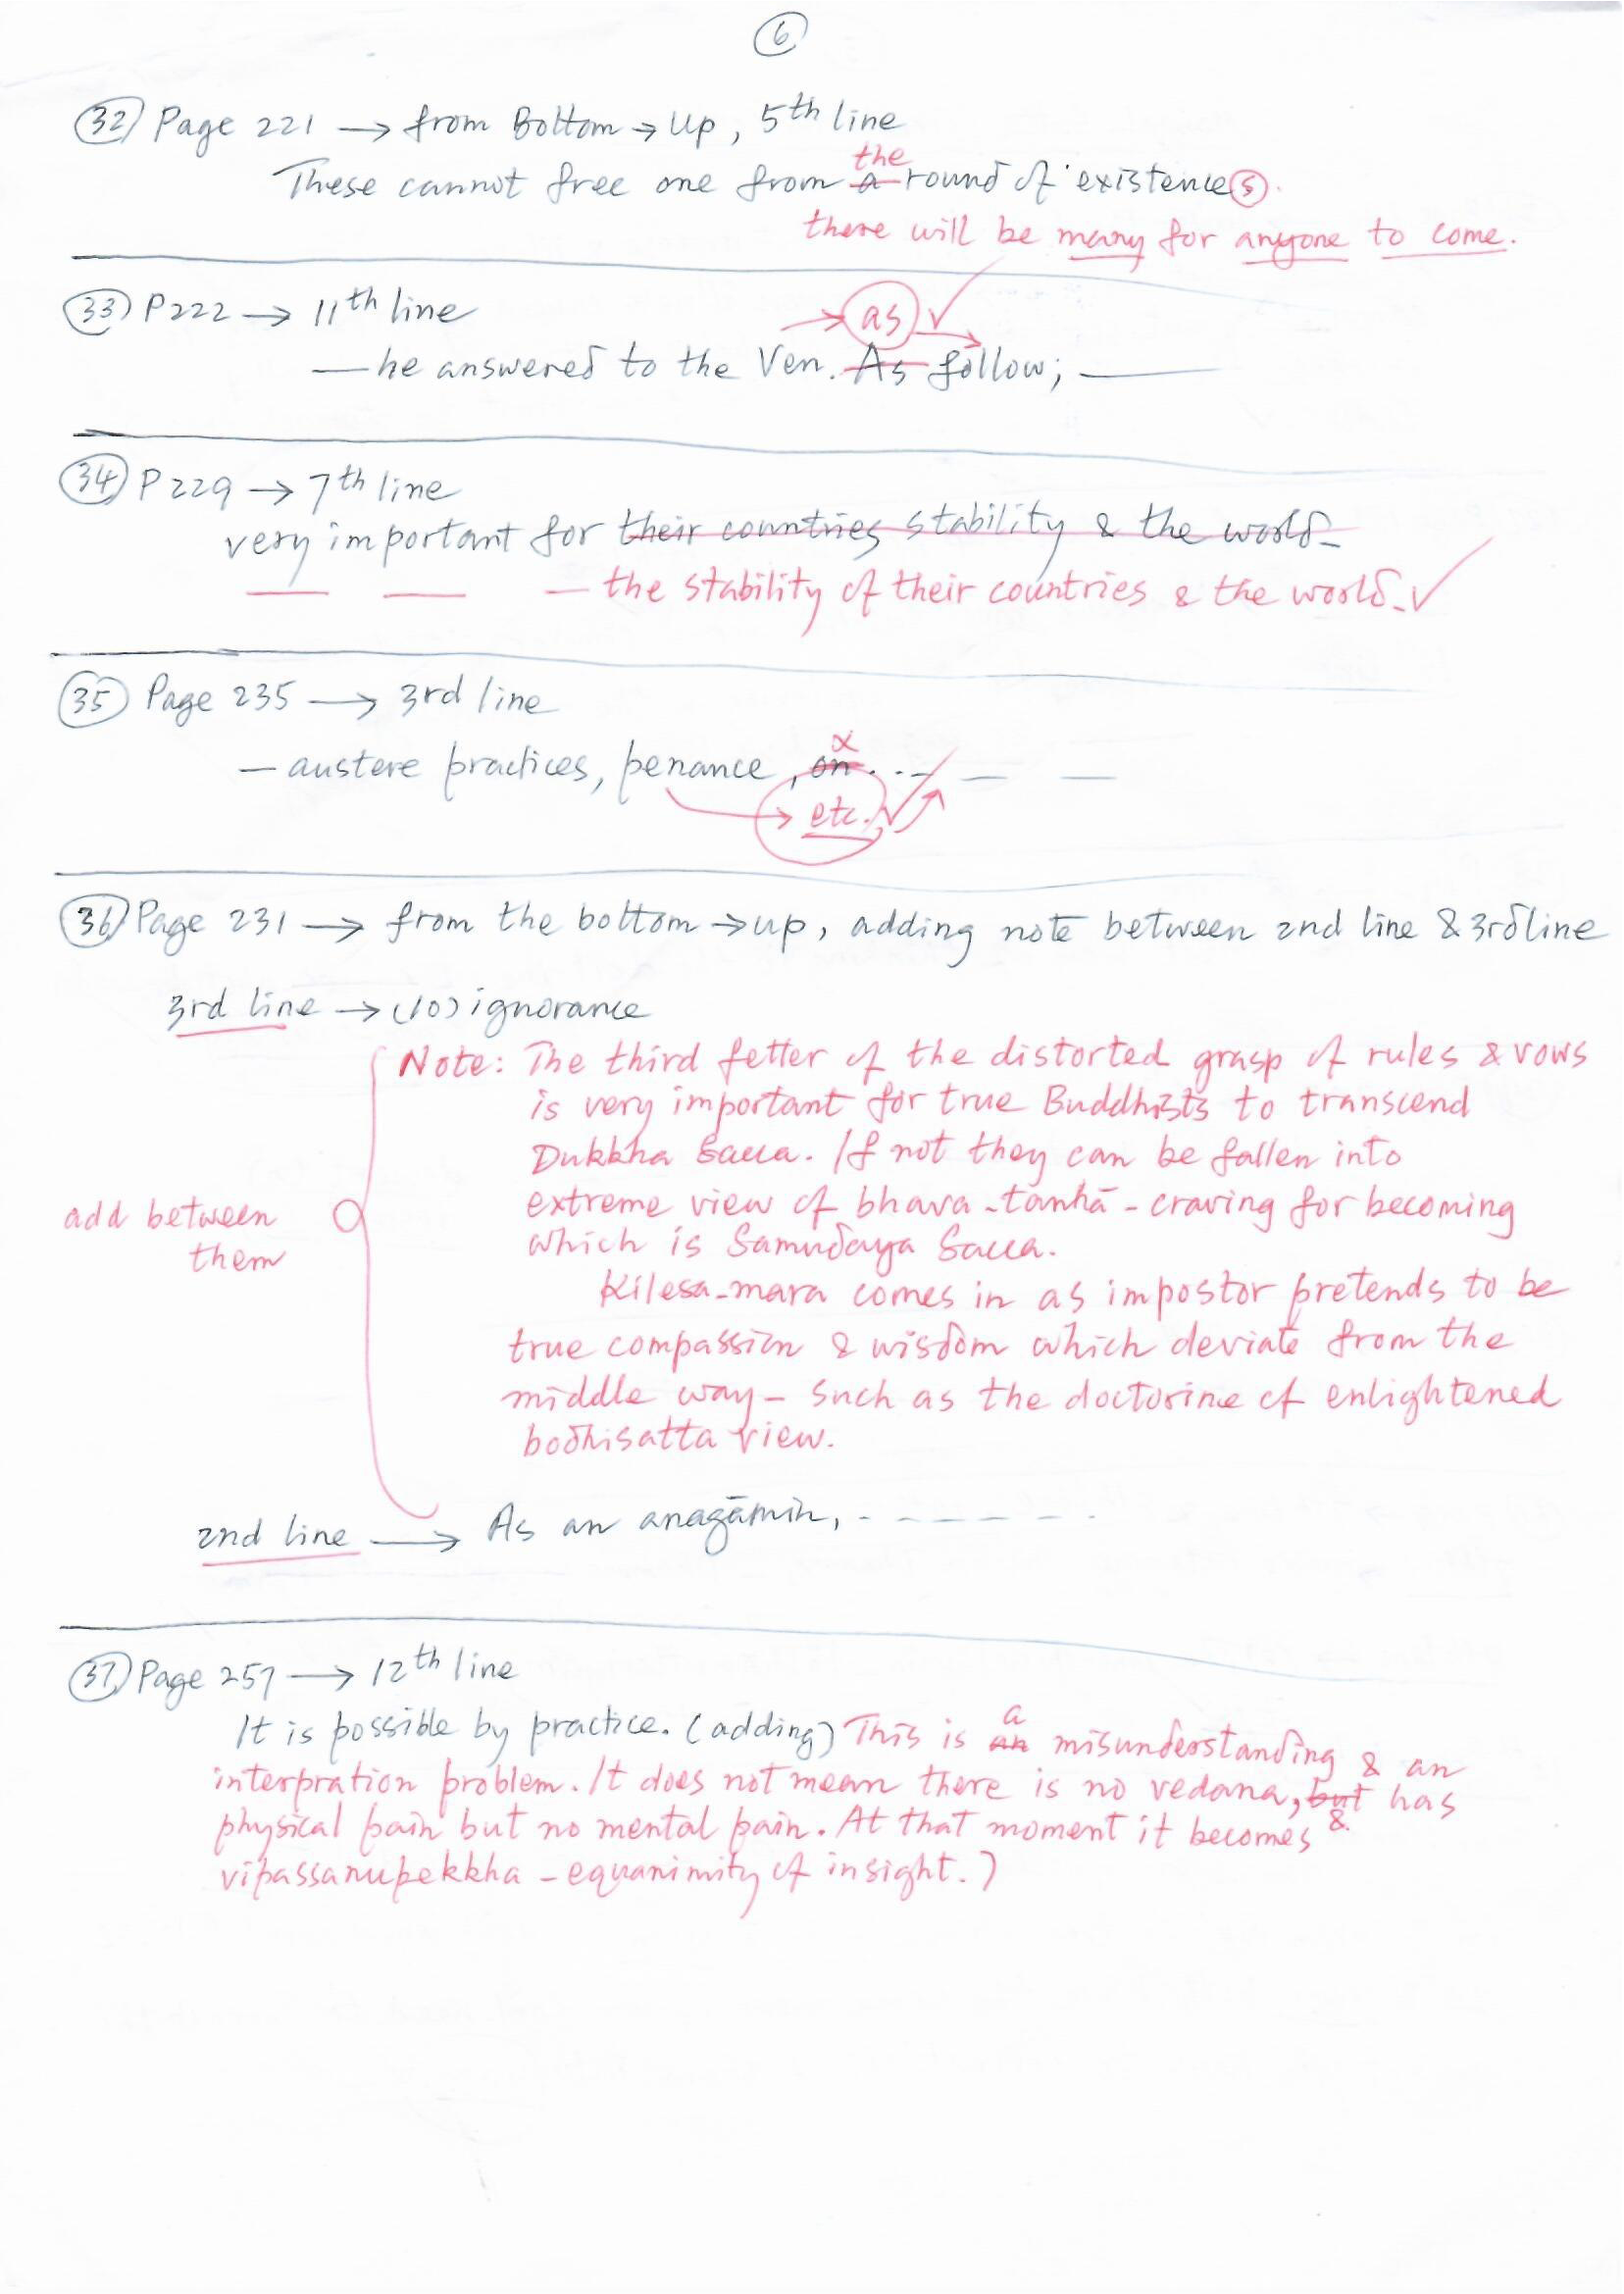 6
32 Page 221 → from Bottom → up, 5th line
the
These cannot free one from a round of existences.
there will be many for anyone to come.
33 P222 → 11th line
→ as ✓
— he answered to the Ven. As follow; —
34 P229 → 7th line
very important for their countries stability & the world_
— — — the stability of their countries & the world_✓
35 Page 235 → 3rd line
— austere practices, penance, on... — —
→ etc.
36 Page 231 → from the bottom → up, adding note between 2nd line & 3rd line
3rd line → (10) ignorance
Note: The third fetter of the distorted grasp of rules & vows
is very important for true Buddhists to transcend
Dukkha Sacca. If not they can be fallen into
extreme view of bhava-tanhā - craving for becoming
which is Samudaya Sacca.
add between
them
Kilesa-mara comes in as impostor pretends to be
true compassion & wisdom which deviate from the
middle way - such as the doctorine of enlightened
bodhisatta view.
2nd line → As an anagāmin, - - - - - -
37 Page 257 → 12th line
a
It is possible by practice. (adding) This is an misunderstanding & an
interpration problem. It does not mean there is no vedana, but has
&
physical pain but no mental pain. At that moment it becomes
vipassanupekkha - equanimity of insight.)